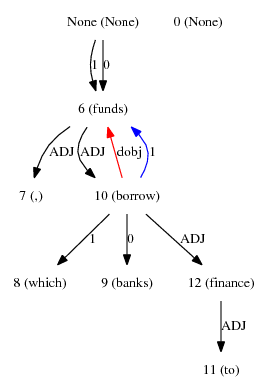 None (None) 0 (None)
1 0
6 (funds)
ADJ ADJ dobj 1
7 (,) 10 (borrow)
1 0 ADJ
8 (which) 9 (banks) 12 (finance)
ADJ
11 (to)